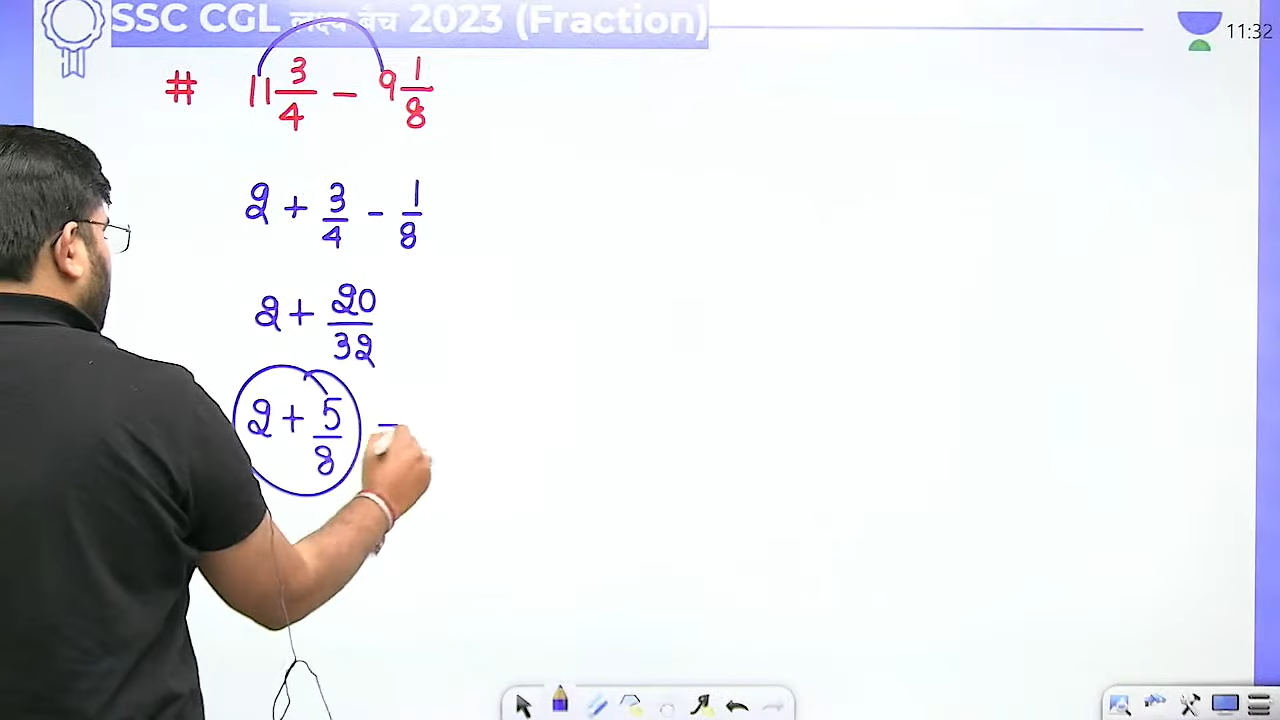 SSC CGL लक्ष्य बैच 2023 (Fraction)
11:32
# 11 3/4 - 9 1/8
2 + 3/4 - 1/8
2 + 20/32
2 + 5/8 =